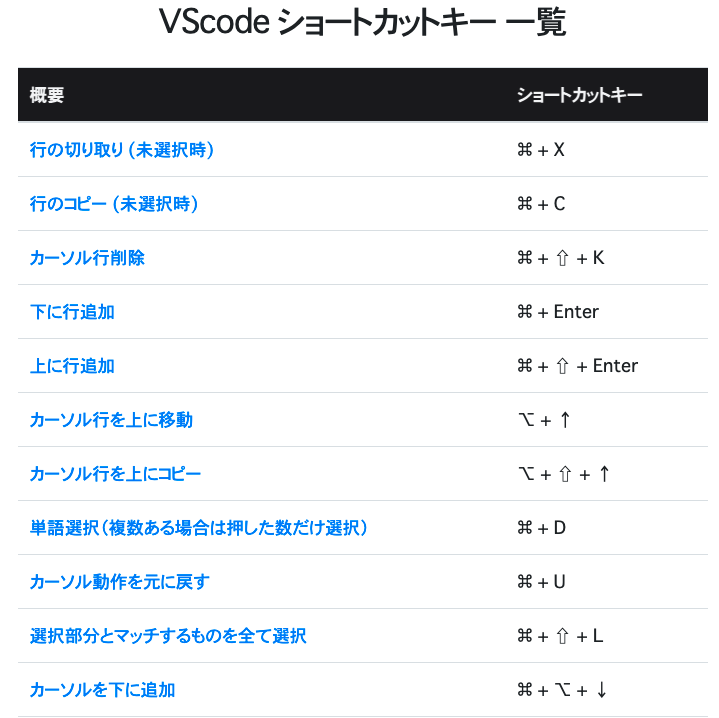 VScode ショートカットキー 一覧
概要 ショートカットキー
行の切り取り (未選択時) ⌘ + X
行のコピー (未選択時) ⌘ + C
カーソル行削除 ⌘ + ⇧ + K
下に行追加 ⌘ + Enter
上に行追加 ⌘ + ⇧ + Enter
カーソル行を上に移動 ⌥ + ↑
カーソル行を上にコピー ⌥ + ⇧ + ↑
単語選択（複数ある場合は押した数だけ選択） ⌘ + D
カーソル動作を元に戻す ⌘ + U
選択部分とマッチするものを全て選択 ⌘ + ⇧ + L
カーソルを下に追加 ⌘ + ⌥ + ↓